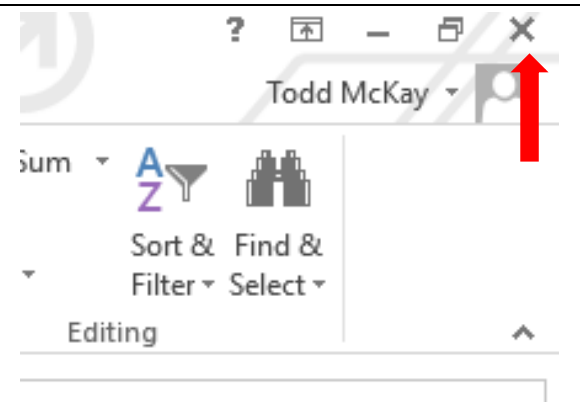 ?
Todd McKay
Sum
A
Z
Sort & Find &
Filter Select
Editing